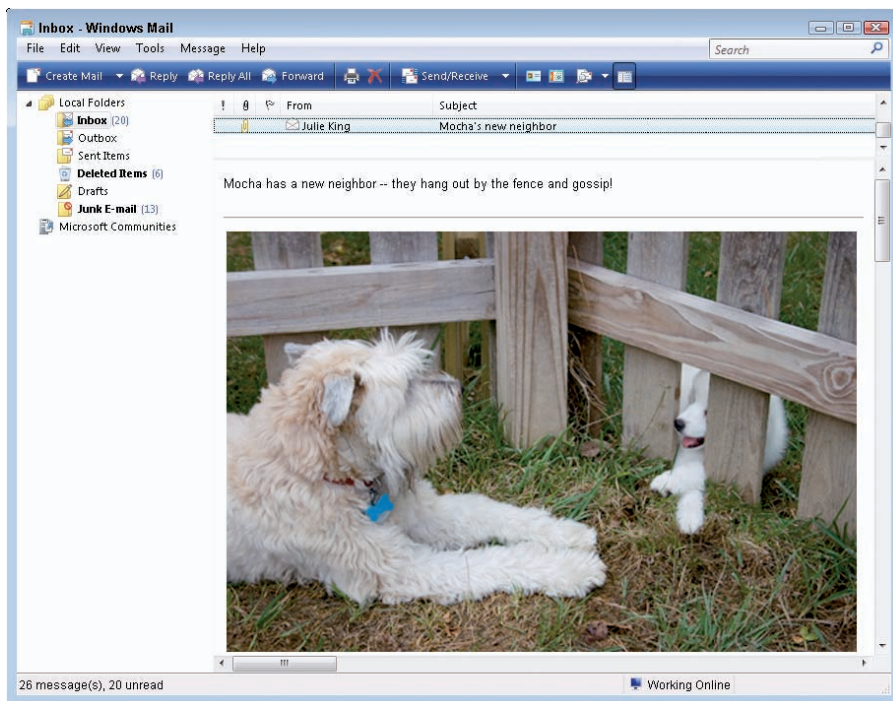 Inbox - Windows Mail
File Edit View Tools Message Help
Search
Create Mail Reply Reply All Forward Send/Receive
Local Folders
Inbox (20)
Outbox
Sent Items
Deleted Items (6)
Drafts
Junk E-mail (13)
Microsoft Communities
! From Subject
Julie King Mocha's new neighbor
Mocha has a new neighbor -- they hang out by the fence and gossip!
26 message(s), 20 unread
Working Online